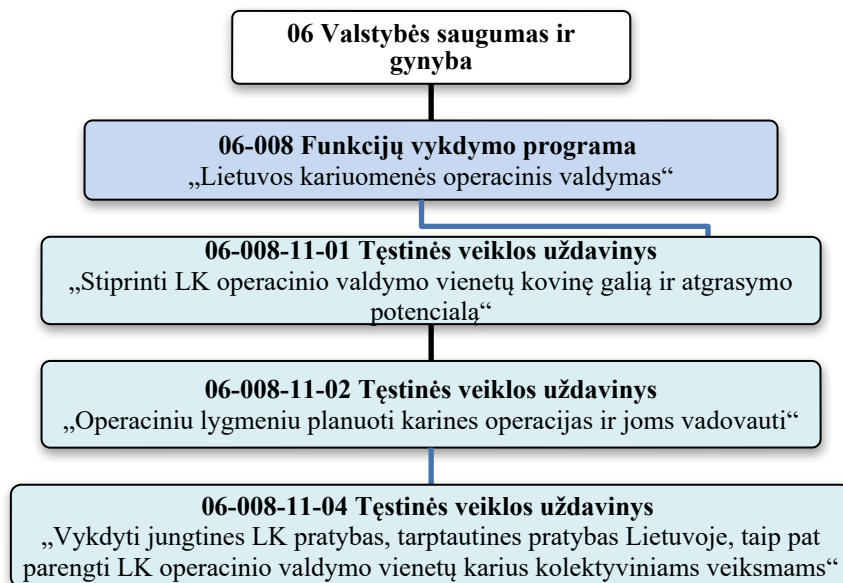 06 Valstybės saugumas ir
gynyba
06-008 Funkcijų vykdymo programa
„Lietuvos kariuomenės operacinis valdymas“
06-008-11-01 Tęstinės veiklos uždavinys
„Stiprinti LK operacinio valdymo vienetų kovinę galią ir atgrasymo
potencialą“
06-008-11-02 Tęstinės veiklos uždavinys
„Operaciniu lygmeniu planuoti karines operacijas ir joms vadovauti“
06-008-11-04 Tęstinės veiklos uždavinys
„Vykdyti jungtines LK pratybas, tarptautines pratybas Lietuvoje, taip pat
parengti LK operacinio valdymo vienetų karius kolektyviniams veiksmams“